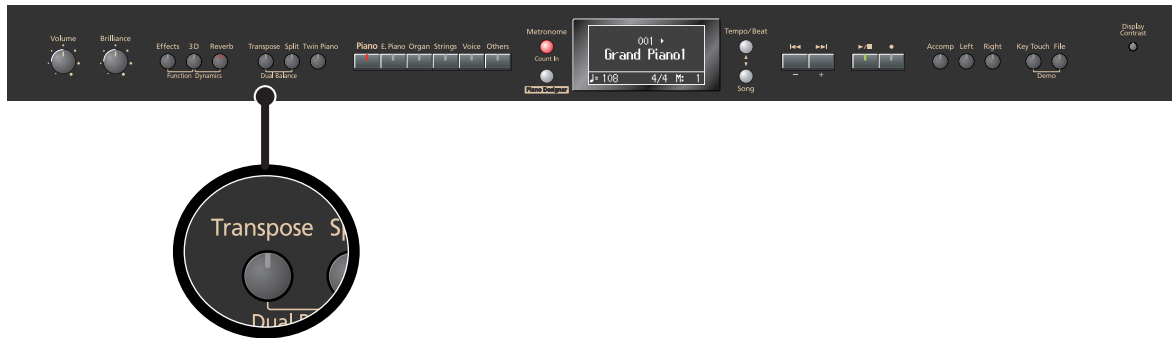 Volume
Brilliance
Effects 3D Reverb
Function Dynamics
Transpose Split Twin Piano
Dual Balance
Piano E. Piano Organ Strings Voice Others
Metronome
Count In
Piano Designer
001
Grand Piano1
♩= 108 4/4 M: 1
Tempo/Beat
Song
− +
Accomp Left Right
Key Touch File
Demo
Display
Contrast
Transpose Sp
Dual B